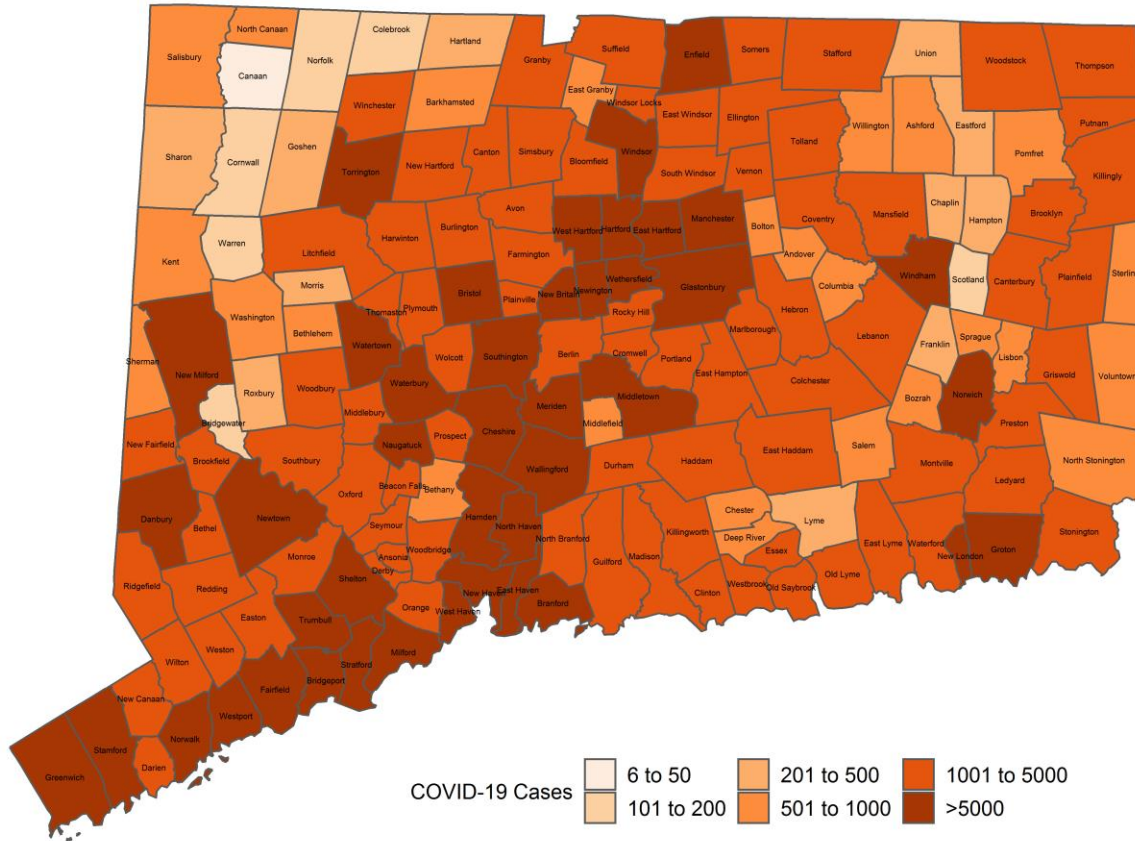 North Canaan
Colebrook
Hartland
Salisbury
Norfolk
Canaan
Granby
Suffield
Enfield
Somers
Stafford
Union
Woodstock
Thompson
East Granby
Windsor Locks
Winchester
Barkhamsted
East Windsor
Ellington
Willington
Ashford
Eastford
Putnam
Sharon
Cornwall
Goshen
Torrington
New Hartford
Canton
Simsbury
Bloomfield
Windsor
South Windsor
Vernon
Tolland
Pomfret
Killingly
Kent
Warren
Litchfield
Harwinton
Burlington
Avon
Farmington
West Hartford
Hartford
East Hartford
Manchester
Bolton
Coventry
Andover
Mansfield
Chaplin
Hampton
Brooklyn
Morris
Washington
Bethlehem
Thomaston
Plymouth
Bristol
Plainville
New Britain
Newington
Wethersfield
Glastonbury
Rocky Hill
Hebron
Columbia
Windham
Scotland
Canterbury
Plainfield
Sterlin
Sherman
New Milford
Roxbury
Woodbury
Watertown
Wolcott
Southington
Berlin
Cromwell
Portland
Marlborough
East Hampton
Lebanon
Franklin
Sprague
Lisbon
Griswold
Voluntown
Bridgewater
Middlebury
Waterbury
Cheshire
Meriden
Middletown
Middlefield
Colchester
Bozrah
Norwich
Preston
New Fairfield
Brookfield
Southbury
Naugatuck
Prospect
Wallingford
Durham
Haddam
East Haddam
Salem
Montville
Ledyard
North Stonington
Danbury
Bethel
Newtown
Oxford
Beacon Falls
Bethany
Seymour
Hamden
North Haven
North Branford
Guilford
Madison
Killingworth
Chester
Deep River
Essex
Lyme
East Lyme
Waterford
New London
Groton
Stonington
Ridgefield
Redding
Monroe
Ansonia
Derby
Woodbridge
Shelton
Orange
West Haven
New Haven
East Haven
Branford
Clinton
Westbrook
Old Saybrook
Old Lyme
Easton
Trumbull
Wilton
Weston
Milford
Stratford
Bridgeport
Fairfield
New Canaan
Westport
Norwalk
Darien
Stamford
Greenwich
COVID-19 Cases
6 to 50
201 to 500
1001 to 5000
101 to 200
501 to 1000
>5000